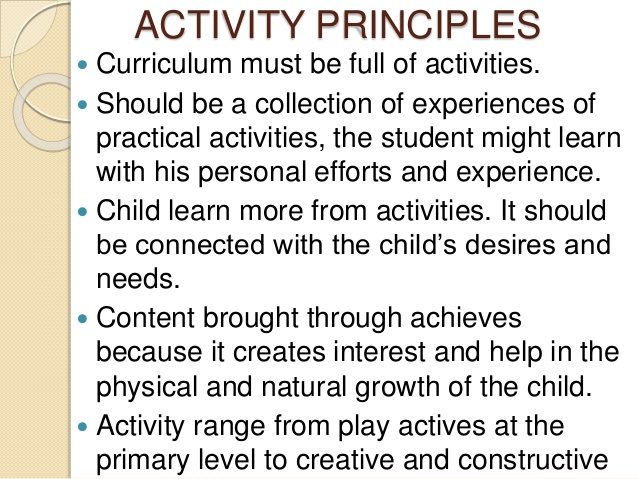 ACTIVITY PRINCIPLES
• Curriculum must be full of activities.
• Should be a collection of experiences of
practical activities, the student might learn
with his personal efforts and experience.
• Child learn more from activities. It should
be connected with the child's desires and
needs.
• Content brought through achieves
because it creates interest and help in the
physical and natural growth of the child.
• Activity range from play actives at the
primary level to creative and constructive